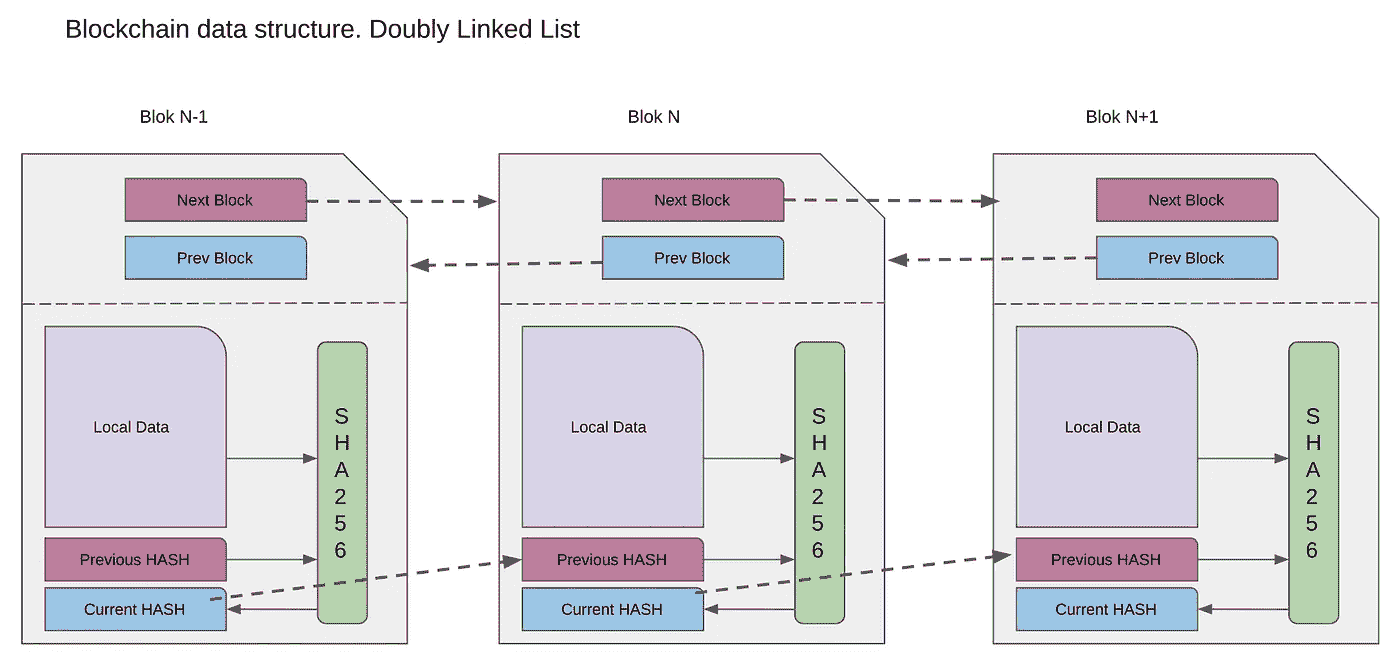 Blockchain data structure. Doubly Linked List
Blok N-1
Blok N
Blok N+1
Next Block
Next Block
Next Block
Prev Block
Prev Block
Prev Block
Local Data
SHA256
Local Data
SHA256
Local Data
SHA256
Previous HASH
Previous HASH
Previous HASH
Current HASH
Current HASH
Current HASH